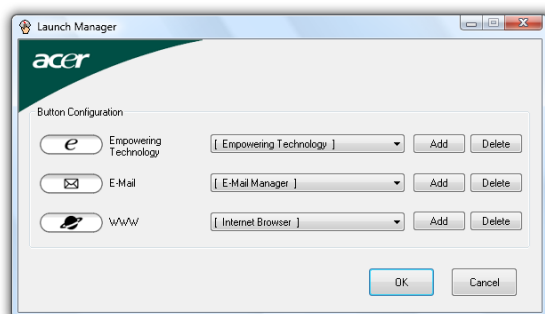 Launch Manager
acer
Button Configuration
e Empowering Technology [ Empowering Technology ] Add Delete
E-Mail [ E-Mail Manager ] Add Delete
WWW [ Internet Browser ] Add Delete
OK Cancel